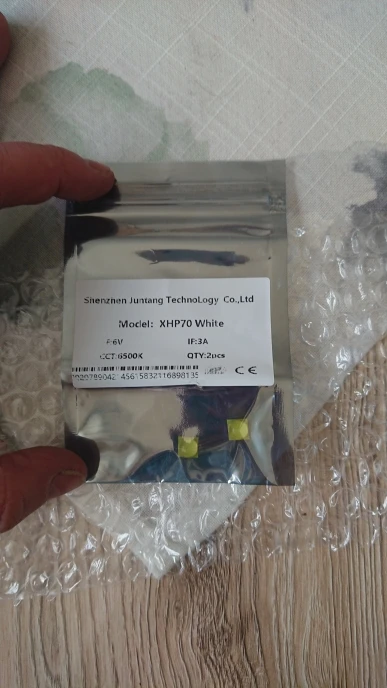 Shenzhen Juntang Technology Co.,Ltd
Model: XHP70 White
F:6V IF:3A
CCT:6500K QTY:2pcs
CE